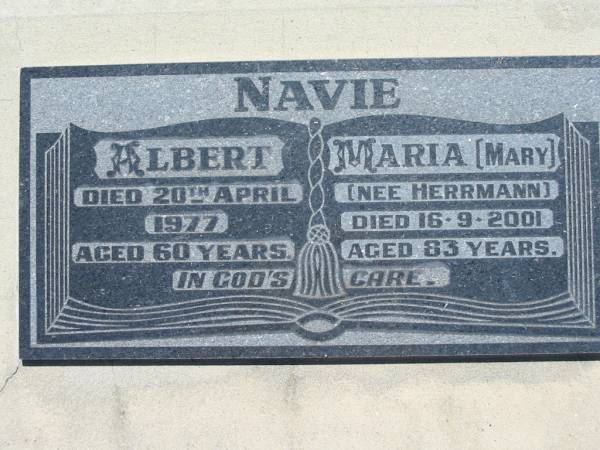 NAVIE
ALBERT
DIED 20TH APRIL
1977
AGED 60 YEARS.
MARIA [MARY]
(NEE HERRMANN)
DIED 16·9·2001
AGED 83 YEARS.
IN GOD'S CARE.